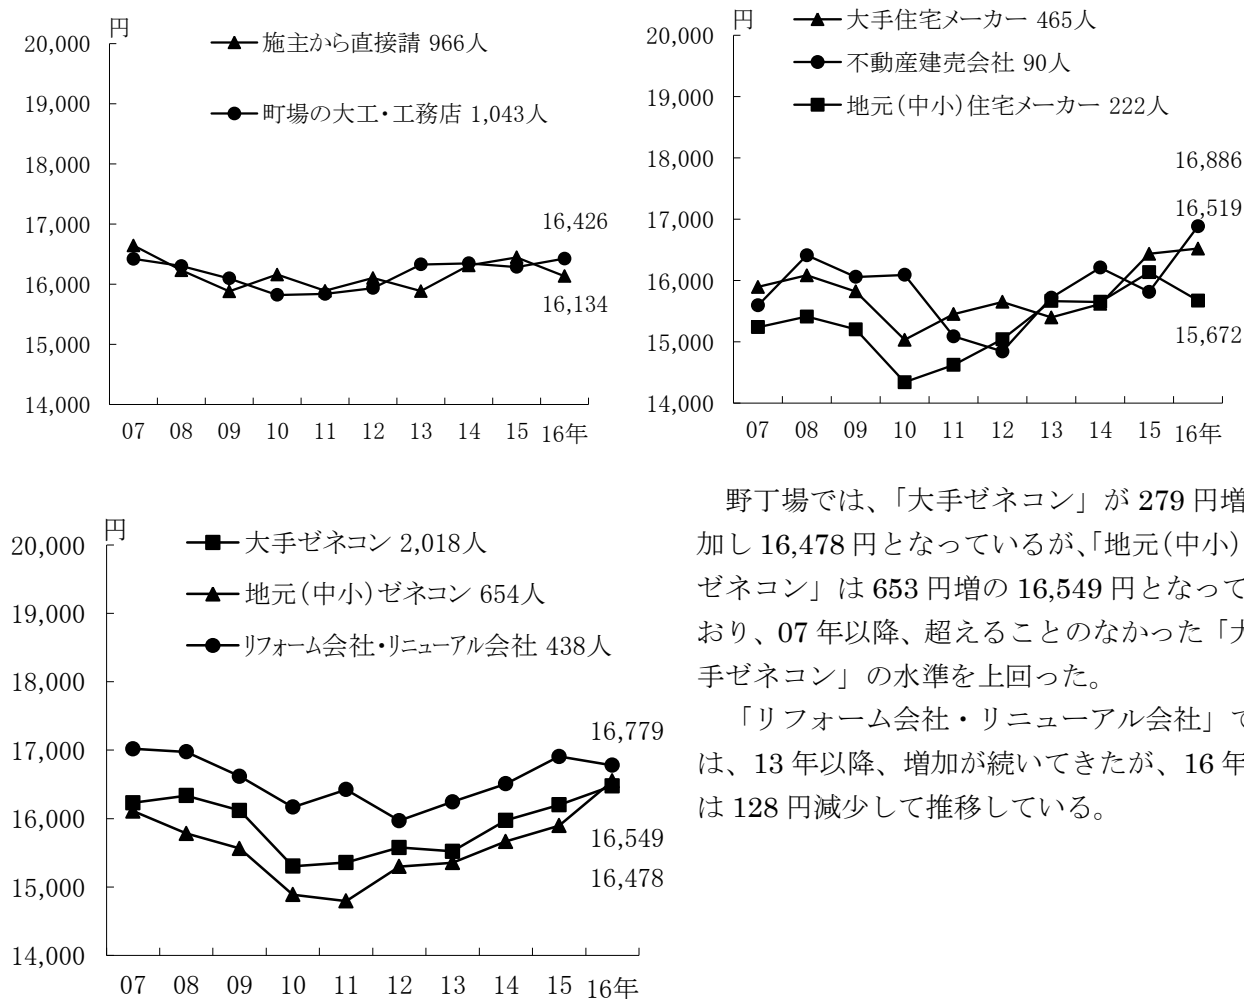 円
20,000
19,000
18,000
17,000
16,000
15,000
14,000
施主から直接請 966人
町場の大工・工務店 1,043人
16,426
16,134
07 08 09 10 11 12 13 14 15 16年
円
20,000
19,000
18,000
17,000
16,000
15,000
14,000
大手住宅メーカー 465人
不動産建売会社 90人
地元(中小)住宅メーカー 222人
16,886
16,519
15,672
07 08 09 10 11 12 13 14 15 16年
円
20,000
19,000
18,000
17,000
16,000
15,000
14,000
大手ゼネコン 2,018人
地元(中小)ゼネコン 654人
リフォーム会社・リニューアル会社 438人
16,779
16,549
16,478
07 08 09 10 11 12 13 14 15 16年
野丁場では、「大手ゼネコン」が 279 円増
加し 16,478 円となっているが、「地元(中小)
ゼネコン」は 653 円増の 16,549 円となって
おり、07 年以降、超えることのなかった「大
手ゼネコン」の水準を上回った。
「リフォーム会社・リニューアル会社」で
は、13 年以降、増加が続いてきたが、16 年
は 128 円減少して推移している。